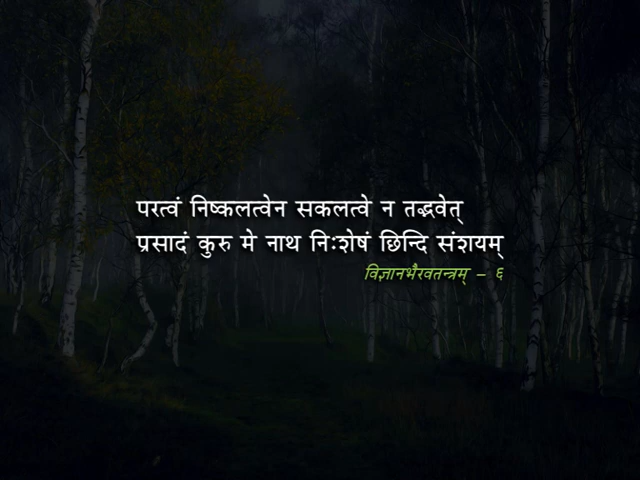 परत्वं निष्कलत्वेन सकलत्वे न तद्भवेत्
प्रसादं कुरु मे नाथ निःशेषं छिन्दि संशयम्
विज्ञानभैरवतन्त्रम् – ६